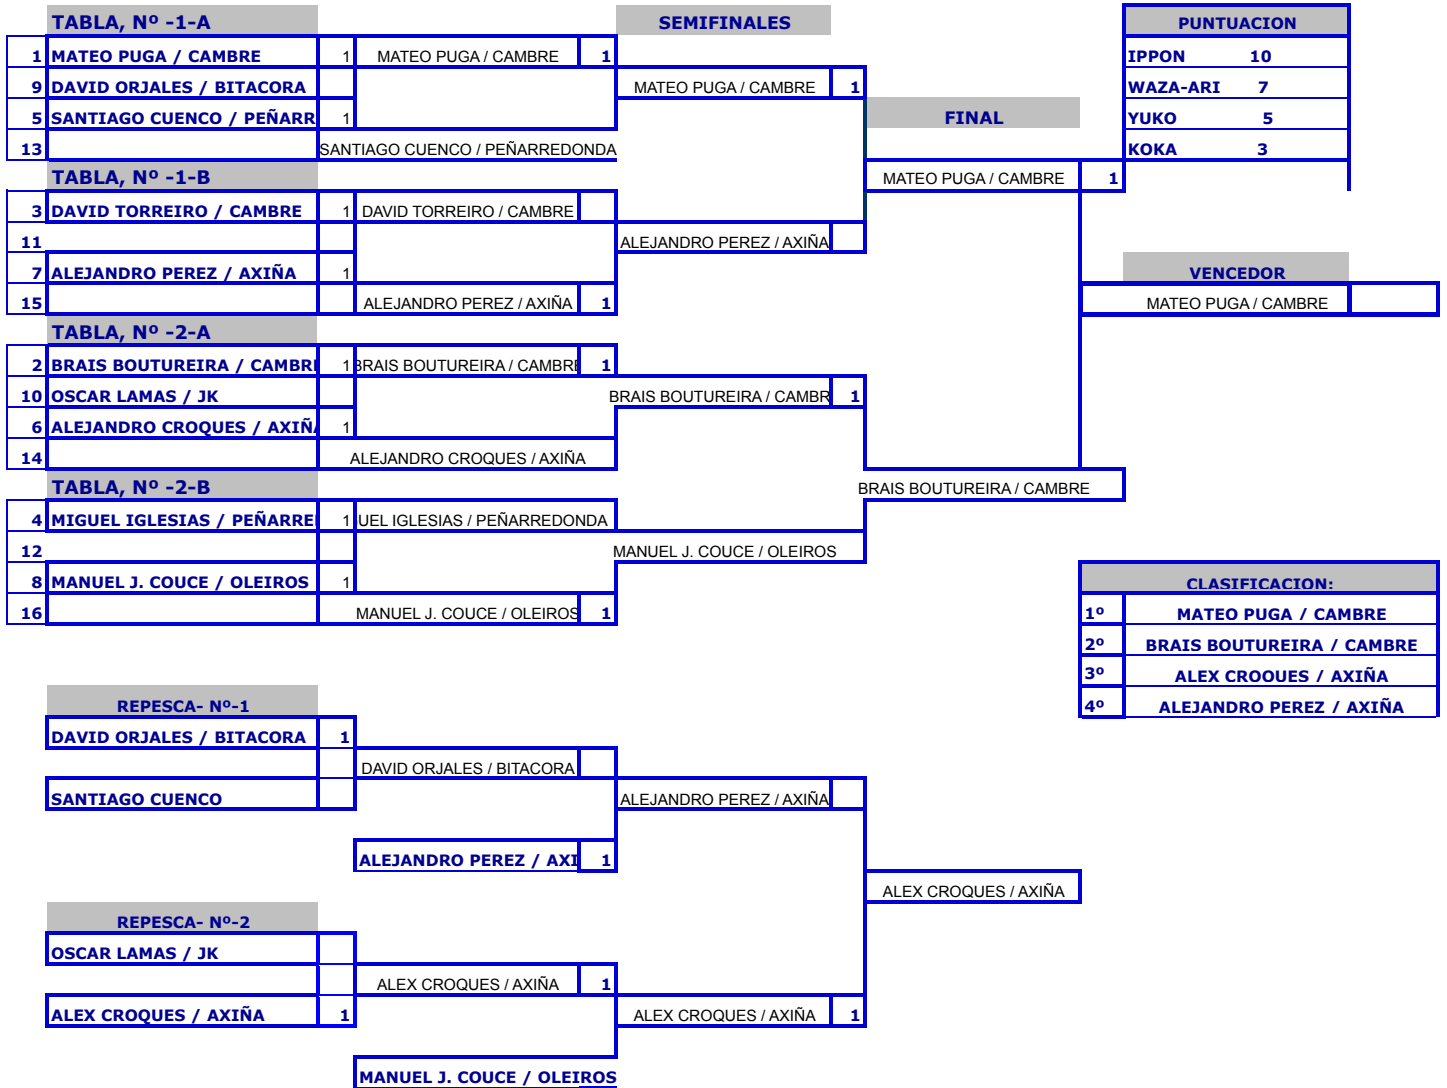 TABLA, Nº -1-A SEMIFINALES PUNTUACION
1 MATEO PUGA / CAMBRE 1 MATEO PUGA / CAMBRE 1 IPPON 10
9 DAVID ORJALES / BITACORA MATEO PUGA / CAMBRE 1 WAZA-ARI 7
5 SANTIAGO CUENCO / PEÑARR 1 FINAL YUKO 5
13 SANTIAGO CUENCO / PEÑARREDONDA KOKA 3
TABLA, Nº -1-B MATEO PUGA / CAMBRE 1
3 DAVID TORREIRO / CAMBRE 1 DAVID TORREIRO / CAMBRE
11 ALEJANDRO PEREZ / AXIÑA
7 ALEJANDRO PEREZ / AXIÑA 1 VENCEDOR
15 ALEJANDRO PEREZ / AXIÑA 1 MATEO PUGA / CAMBRE
TABLA, Nº -2-A
2 BRAIS BOUTUREIRA / CAMBRE 1 BRAIS BOUTUREIRA / CAMBRE 1
10 OSCAR LAMAS / JK BRAIS BOUTUREIRA / CAMBR 1
6 ALEJANDRO CROQUES / AXIÑA 1
14 ALEJANDRO CROQUES / AXIÑA
TABLA, Nº -2-B BRAIS BOUTUREIRA / CAMBRE
4 MIGUEL IGLESIAS / PEÑARRE 1 UEL IGLESIAS / PEÑARREDONDA
12 MANUEL J. COUCE / OLEIROS
8 MANUEL J. COUCE / OLEIROS 1 CLASIFICACION:
16 MANUEL J. COUCE / OLEIROS 1 1º MATEO PUGA / CAMBRE
2º BRAIS BOUTUREIRA / CAMBRE
3º ALEX CROQUES / AXIÑA
REPESCA- Nº-1 4º ALEJANDRO PEREZ / AXIÑA
DAVID ORJALES / BITACORA 1
DAVID ORJALES / BITACORA
SANTIAGO CUENCO ALEJANDRO PEREZ / AXIÑA
ALEJANDRO PEREZ / AXI 1
ALEX CROQUES / AXIÑA
REPESCA- Nº-2
OSCAR LAMAS / JK
ALEX CROQUES / AXIÑA 1
ALEX CROQUES / AXIÑA 1 ALEX CROQUES / AXIÑA 1
MANUEL J. COUCE / OLEIROS